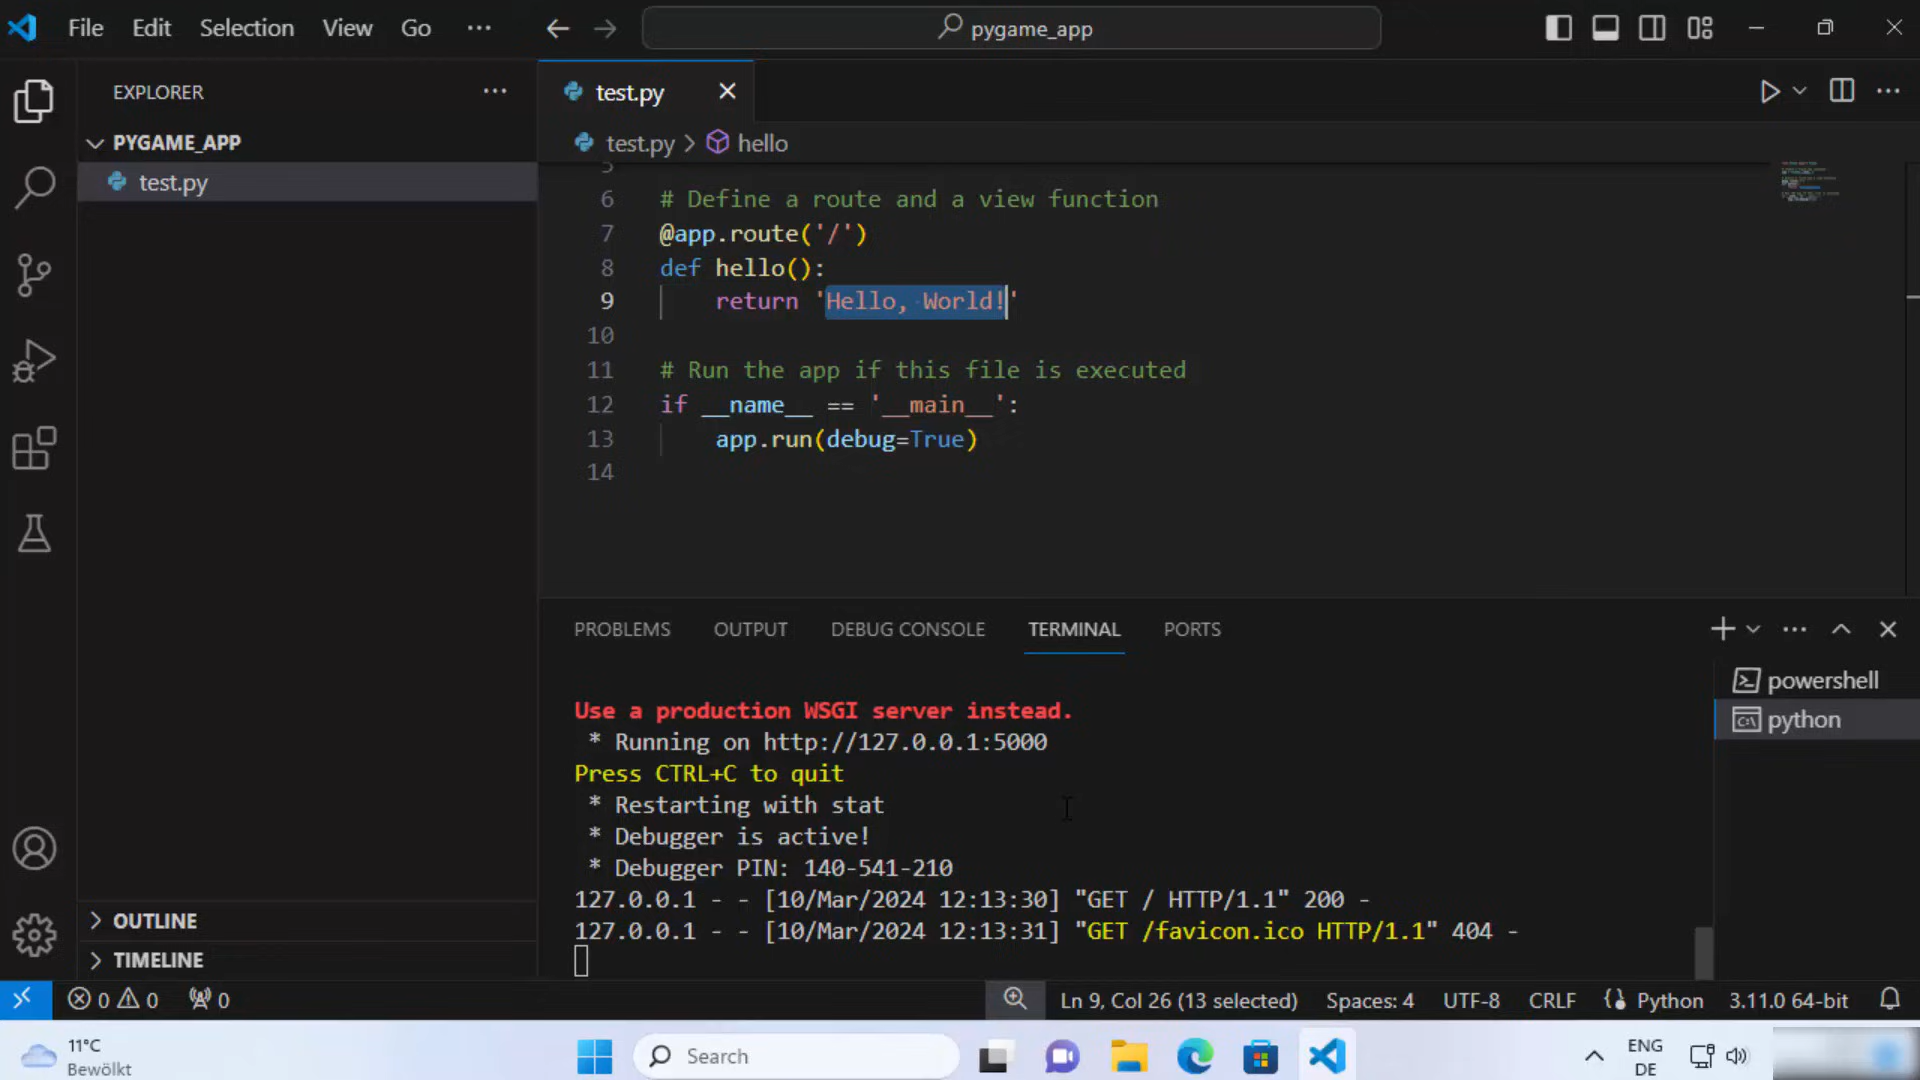 File Edit Selection View Go ···
pygame_app
EXPLORER ···
PYGAME_APP
test.py
OUTLINE
TIMELINE
test.py
test.py > hello
6 # Define a route and a view function
7 @app.route('/')
8 def hello():
9 return 'Hello, World!'
10
11 # Run the app if this file is executed
12 if __name__ == '__main__':
13 app.run(debug=True)
14
PROBLEMS OUTPUT DEBUG CONSOLE TERMINAL PORTS
Use a production WSGI server instead.
* Running on http://127.0.0.1:5000
Press CTRL+C to quit
* Restarting with stat
* Debugger is active!
* Debugger PIN: 140-541-210
127.0.0.1 - - [10/Mar/2024 12:13:30] "GET / HTTP/1.1" 200 -
127.0.0.1 - - [10/Mar/2024 12:13:31] "GET /favicon.ico HTTP/1.1" 404 -
powershell
python
0 0 0 Ln 9, Col 26 (13 selected) Spaces: 4 UTF-8 CRLF Python 3.11.0 64-bit
11°C
Bewölkt
Search
ENG
DE